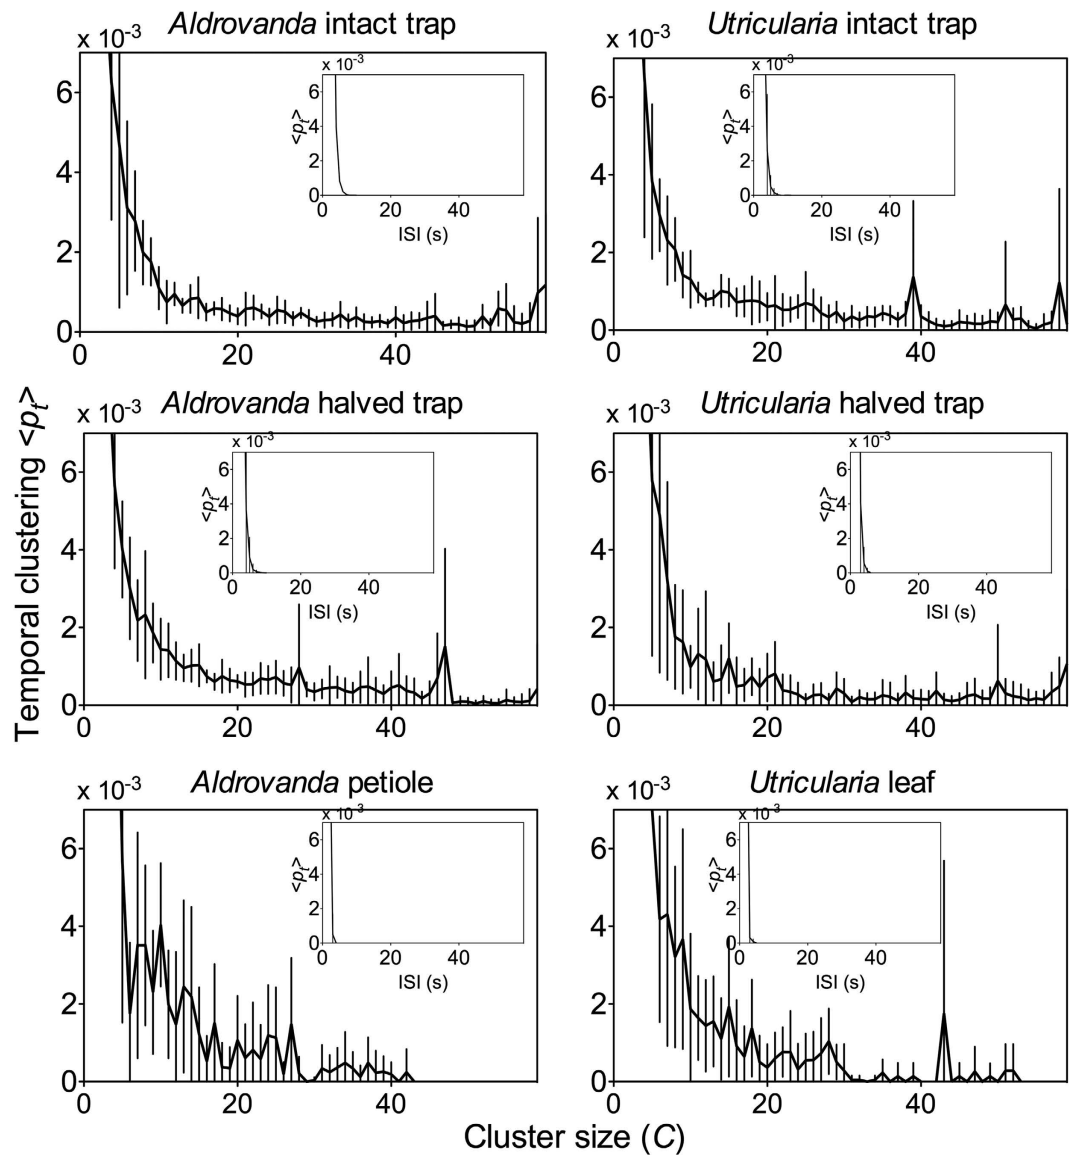 Aldrovanda intact trap
x 10-3
6
4
2
0
0 20 40
x 10-3
6
4
2
0
<pt>
0 20 40
ISI (s)
Utricularia intact trap
x 10-3
6
4
2
0
0 20 40
x 10-3
6
4
2
0
<pt>
0 20 40
ISI (s)
Temporal clustering <pt>
Aldrovanda halved trap
x 10-3
6
4
2
0
0 20 40
x 10-3
6
4
2
0
<pt>
0 20 40
ISI (s)
Utricularia halved trap
x 10-3
6
4
2
0
0 20 40
x 10-3
6
4
2
0
<pt>
0 20 40
ISI (s)
Aldrovanda petiole
x 10-3
6
4
2
0
0 20 40
x 10-3
6
4
2
0
<pt>
0 20 40
ISI (s)
Utricularia leaf
x 10-3
6
4
2
0
0 20 40
x 10-3
6
4
2
0
<pt>
0 20 40
ISI (s)
Cluster size (C)